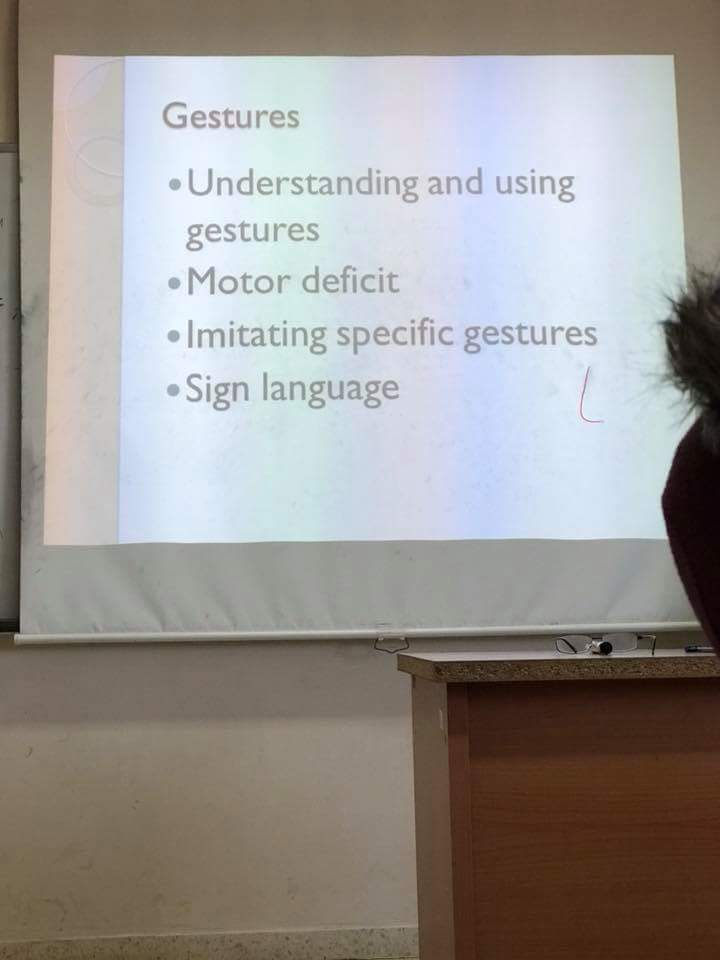 Gestures
•Understanding and using
gestures
•Motor deficit
•Imitating specific gestures
•Sign language